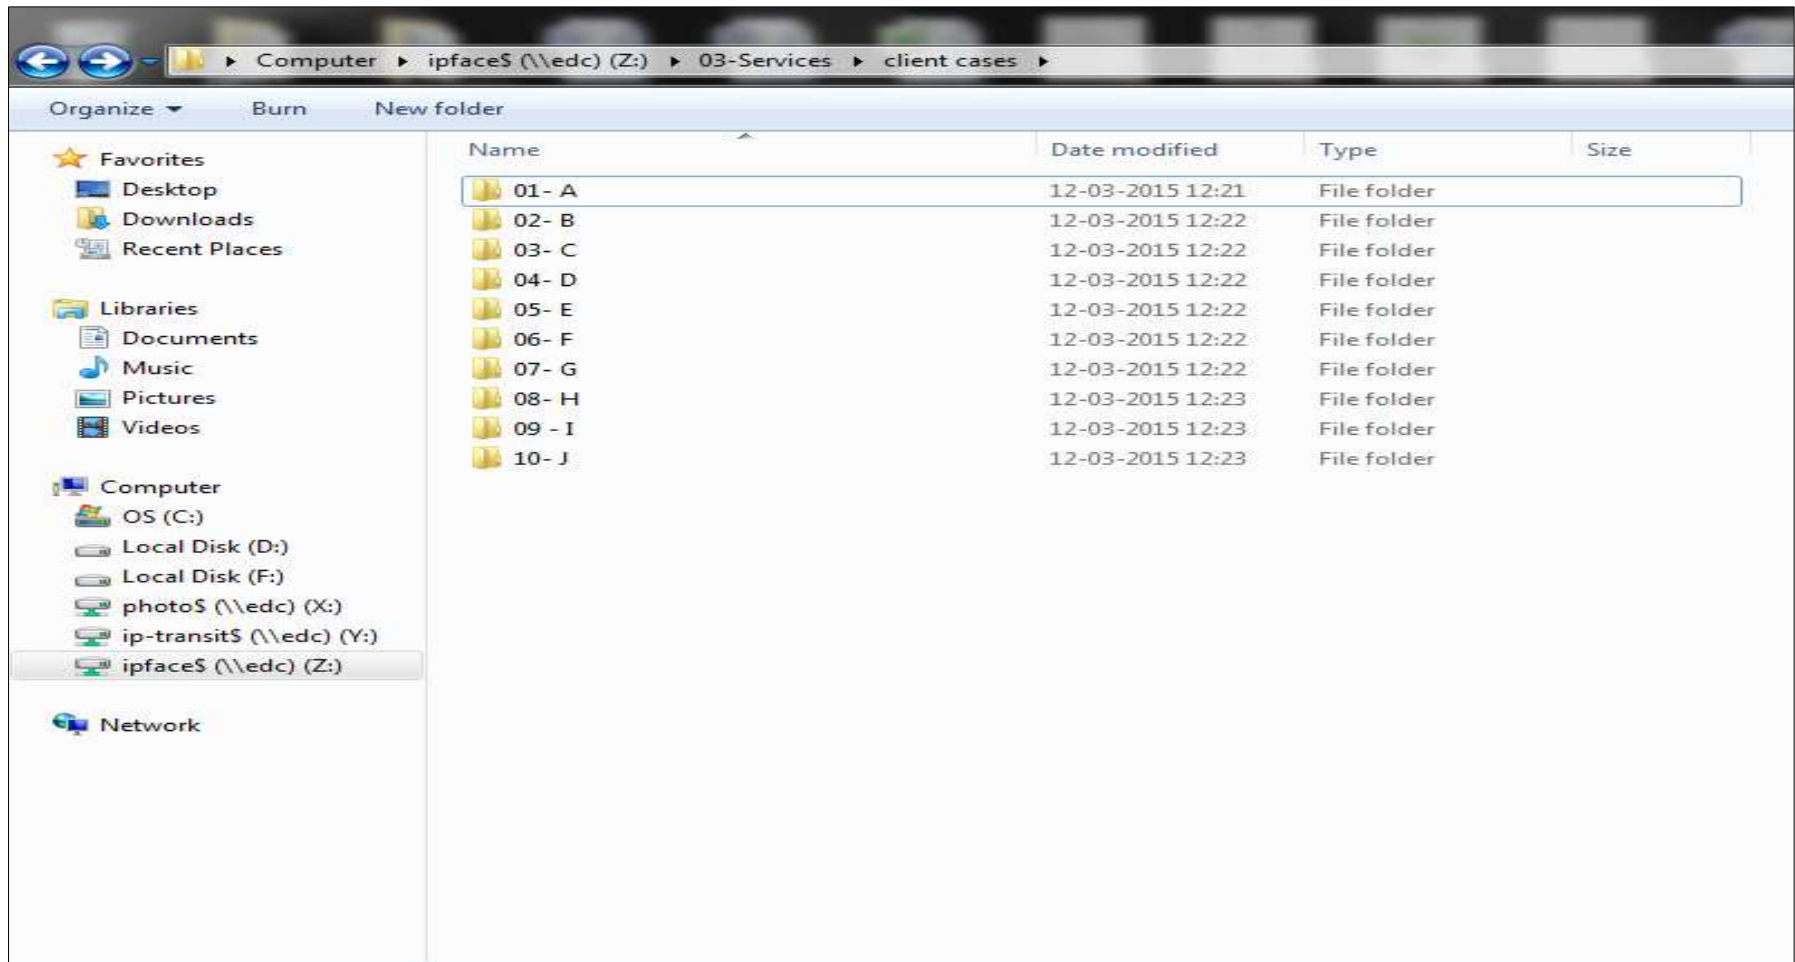 Computer ipface$ (\\edc) (Z:) 03-Services client cases
Organize Burn New folder
Favorites
Desktop
Downloads
Recent Places
Libraries
Documents
Music
Pictures
Videos
Computer
OS (C:)
Local Disk (D:)
Local Disk (F:)
photo$ (\\edc) (X:)
ip-transit$ (\\edc) (Y:)
ipface$ (\\edc) (Z:)
Network
Name Date modified Type Size
01- A 12-03-2015 12:21 File folder
02- B 12-03-2015 12:22 File folder
03- C 12-03-2015 12:22 File folder
04- D 12-03-2015 12:22 File folder
05- E 12-03-2015 12:22 File folder
06- F 12-03-2015 12:22 File folder
07- G 12-03-2015 12:22 File folder
08- H 12-03-2015 12:23 File folder
09 - I 12-03-2015 12:23 File folder
10- J 12-03-2015 12:23 File folder